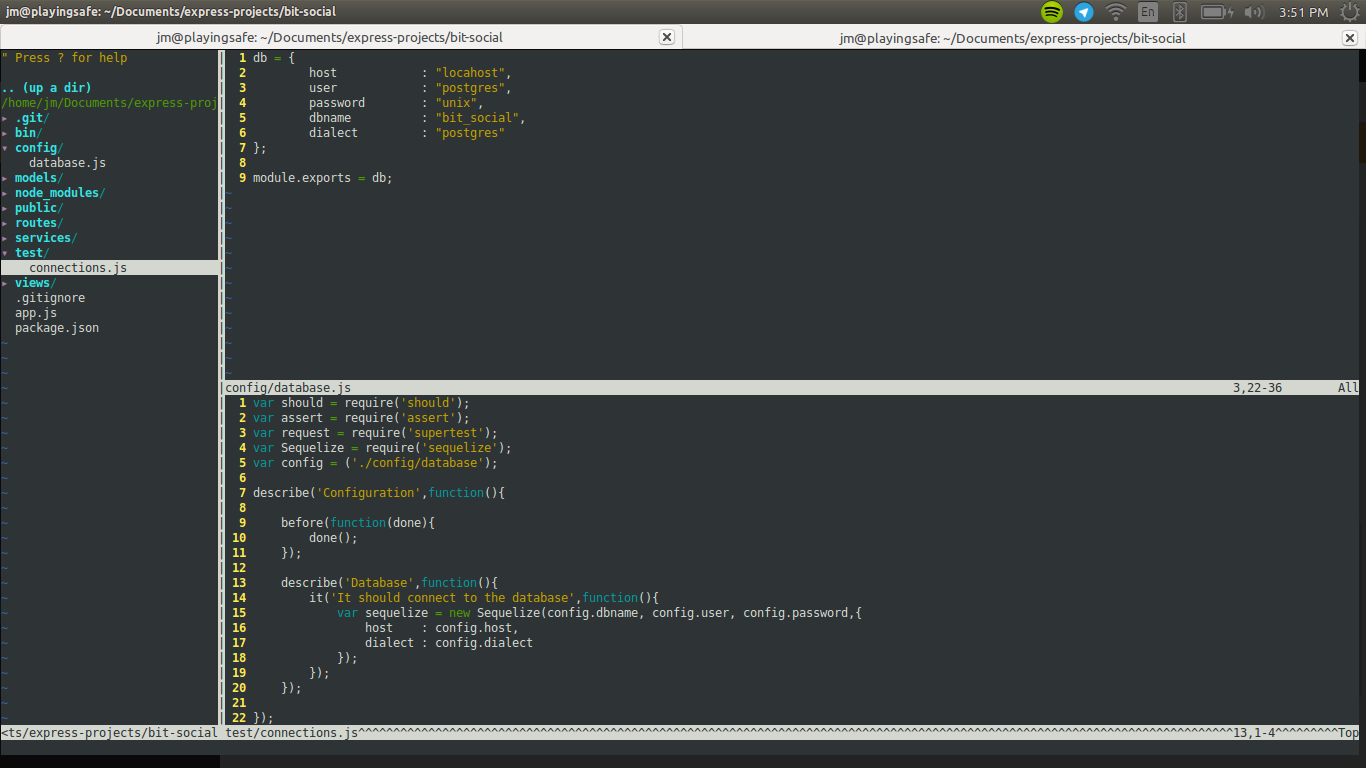 jm@playingsafe: ~/Documents/express-projects/bit-social
En
3:51 PM
jm@playingsafe: ~/Documents/express-projects/bit-social
jm@playingsafe: ~/Documents/express-projects/bit-social
" Press ? for help
.. (up a dir)
/home/jm/Documents/express-proj
▸ .git/
▸ bin/
▾ config/
database.js
▸ models/
▸ node_modules/
▸ public/
▸ routes/
▸ services/
▾ test/
connections.js
▸ views/
.gitignore
app.js
package.json
<ts/express-projects/bit-social
1 db = {
2         host            : "locahost",
3         user            : "postgres",
4         password        : "unix",
5         dbname          : "bit_social",
6         dialect         : "postgres"
7 };
8
9 module.exports = db;
config/database.js 3,22-36 All
1 var should = require('should');
2 var assert = require('assert');
3 var request = require('supertest');
4 var Sequelize = require('sequelize');
5 var config = ('./config/database');
6
7 describe('Configuration',function(){
8
9     before(function(done){
10         done();
11     });
12
13     describe('Database',function(){
14         it('It should connect to the database',function(){
15             var sequelize = new Sequelize(config.dbname, config.user, config.password,{
16                 host    : config.host,
17                 dialect : config.dialect
18             });
19         });
20     });
21
22 });
test/connections.js 13,1-4 Top